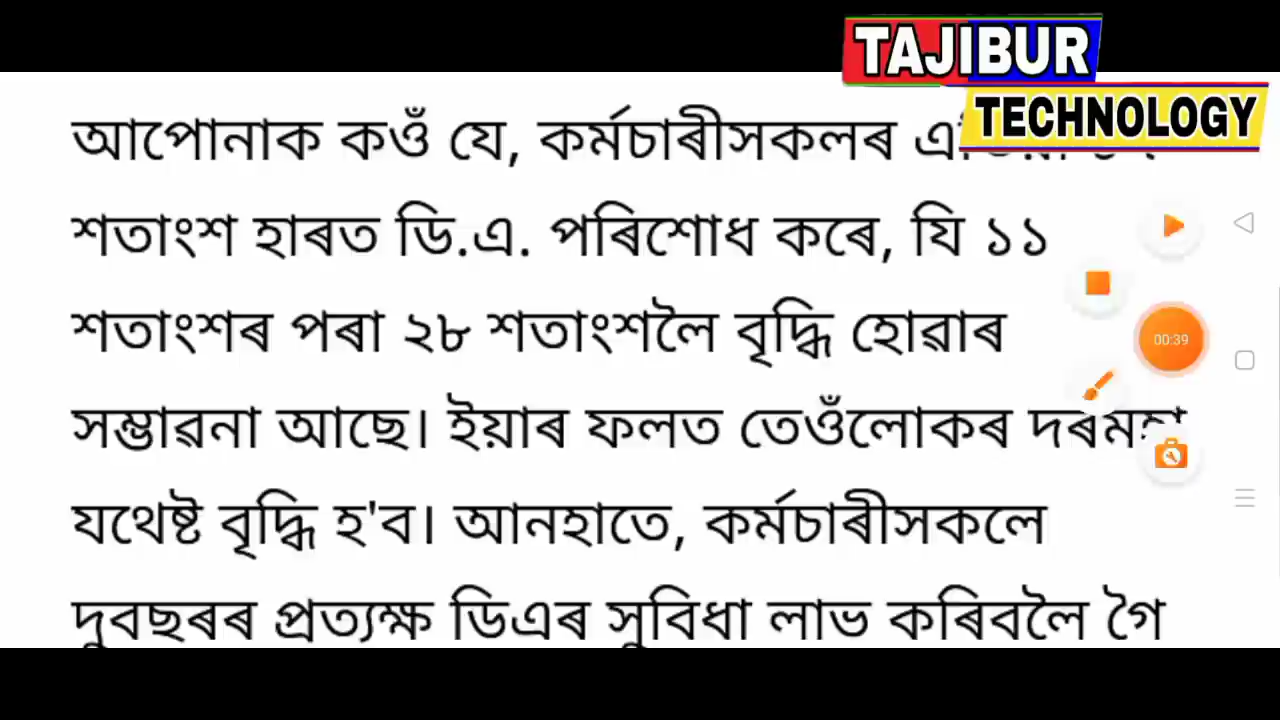 TAJIBUR
TECHNOLOGY
আপোনাক কওঁ যে, কৰ্মচাৰীসকলৰ
শতাংশ হাৰত ডি.এ. পৰিশোধ কৰে, যি ১১
শতাংশৰ পৰা ২৮ শতাংশলৈ বৃদ্ধি হোৱাৰ
সম্ভাৱনা আছে। ইয়াৰ ফলত তেওঁলোকৰ দৰমহা
যথেষ্ট বৃদ্ধি হ'ব। আনহাতে, কৰ্মচাৰীসকলে
দুবছৰৰ প্ৰত্যক্ষ ডিএৰ সুবিধা লাভ কৰিবলৈ গৈ
00:39